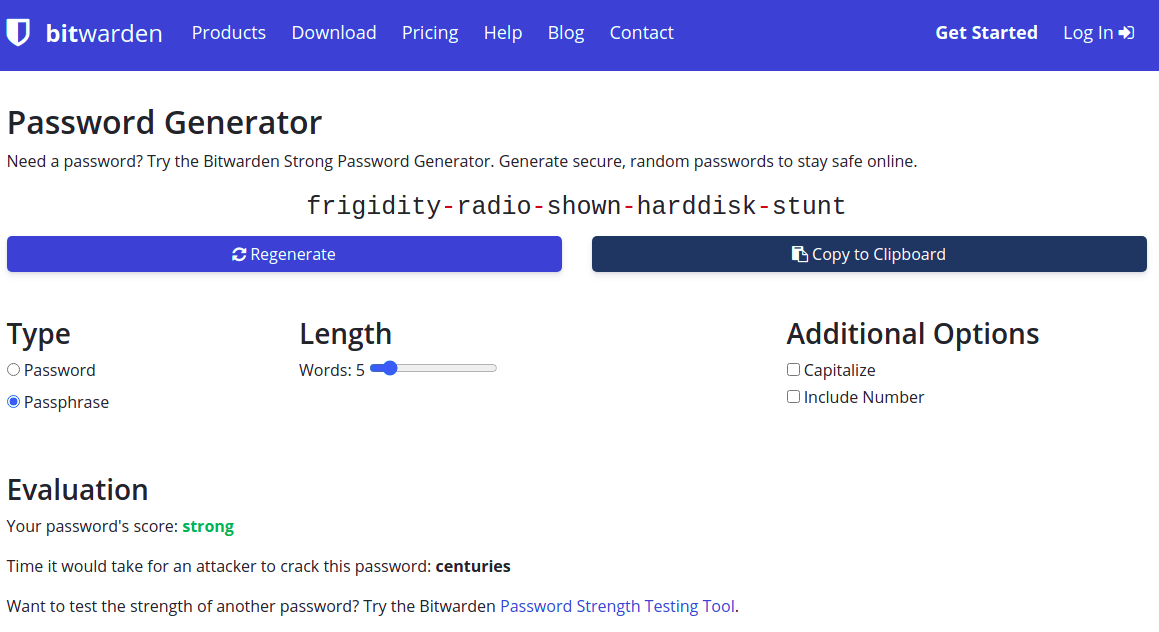 bitwarden Products Download Pricing Help Blog Contact Get Started Log In
Password Generator
Need a password? Try the Bitwarden Strong Password Generator. Generate secure, random passwords to stay safe online.
frigidity-radio-shown-harddisk-stunt
Regenerate Copy to Clipboard
Type Length Additional Options
Password Words: 5 Capitalize
Passphrase Include Number
Evaluation
Your password's score: strong
Time it would take for an attacker to crack this password: centuries
Want to test the strength of another password? Try the Bitwarden Password Strength Testing Tool.